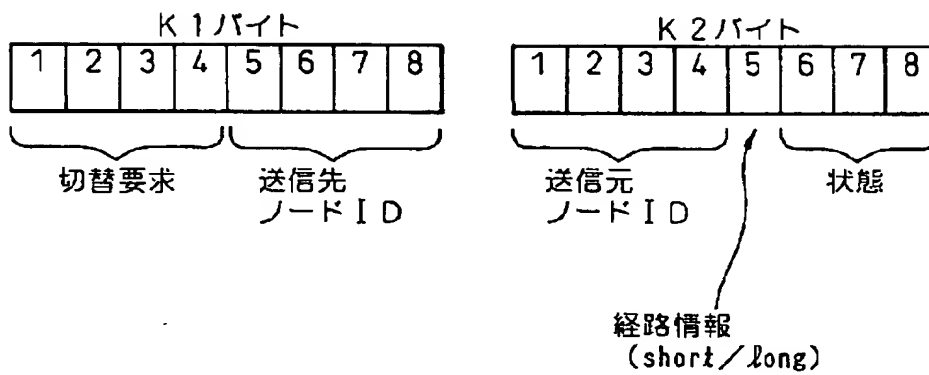 K1バイト
K2バイト
1 2 3 4 5 6 7 8
1 2 3 4 5 6 7 8
切替要求
送信先
ノードID
送信元
ノードID
状態
経路情報
(short/long)